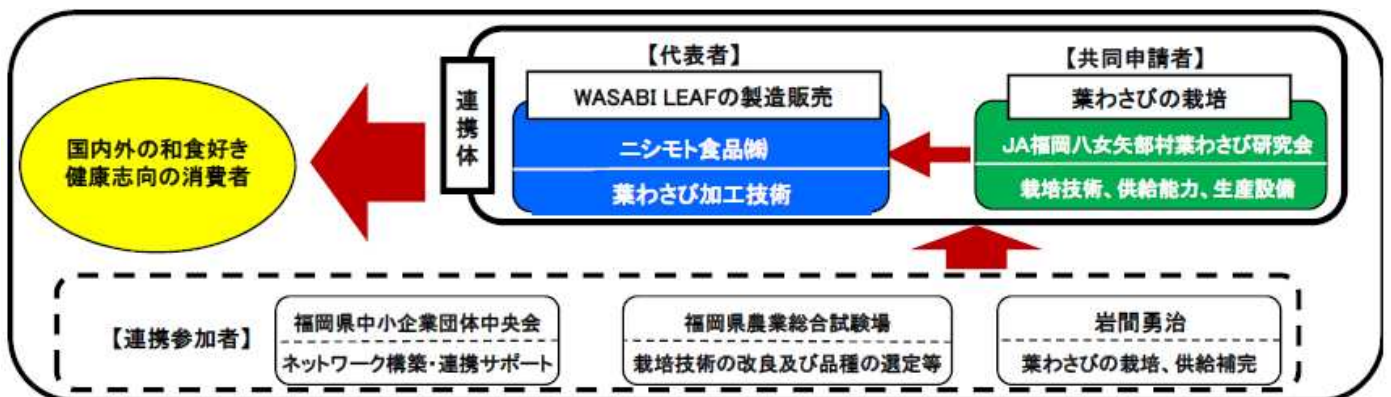 【代表者】
【共同申請者】
連携体
WASABI LEAFの製造販売
葉わさびの栽培
国内外の和食好き
健康志向の消費者
ニシモト食品㈱
葉わさび加工技術
JA福岡八女矢部村葉わさび研究会
栽培技術、供給能力、生産設備
【連携参加者】
福岡県中小企業団体中央会
ネットワーク構築・連携サポート
福岡県農業総合試験場
栽培技術の改良及び品種の選定等
岩間勇治
葉わさびの栽培、供給補完